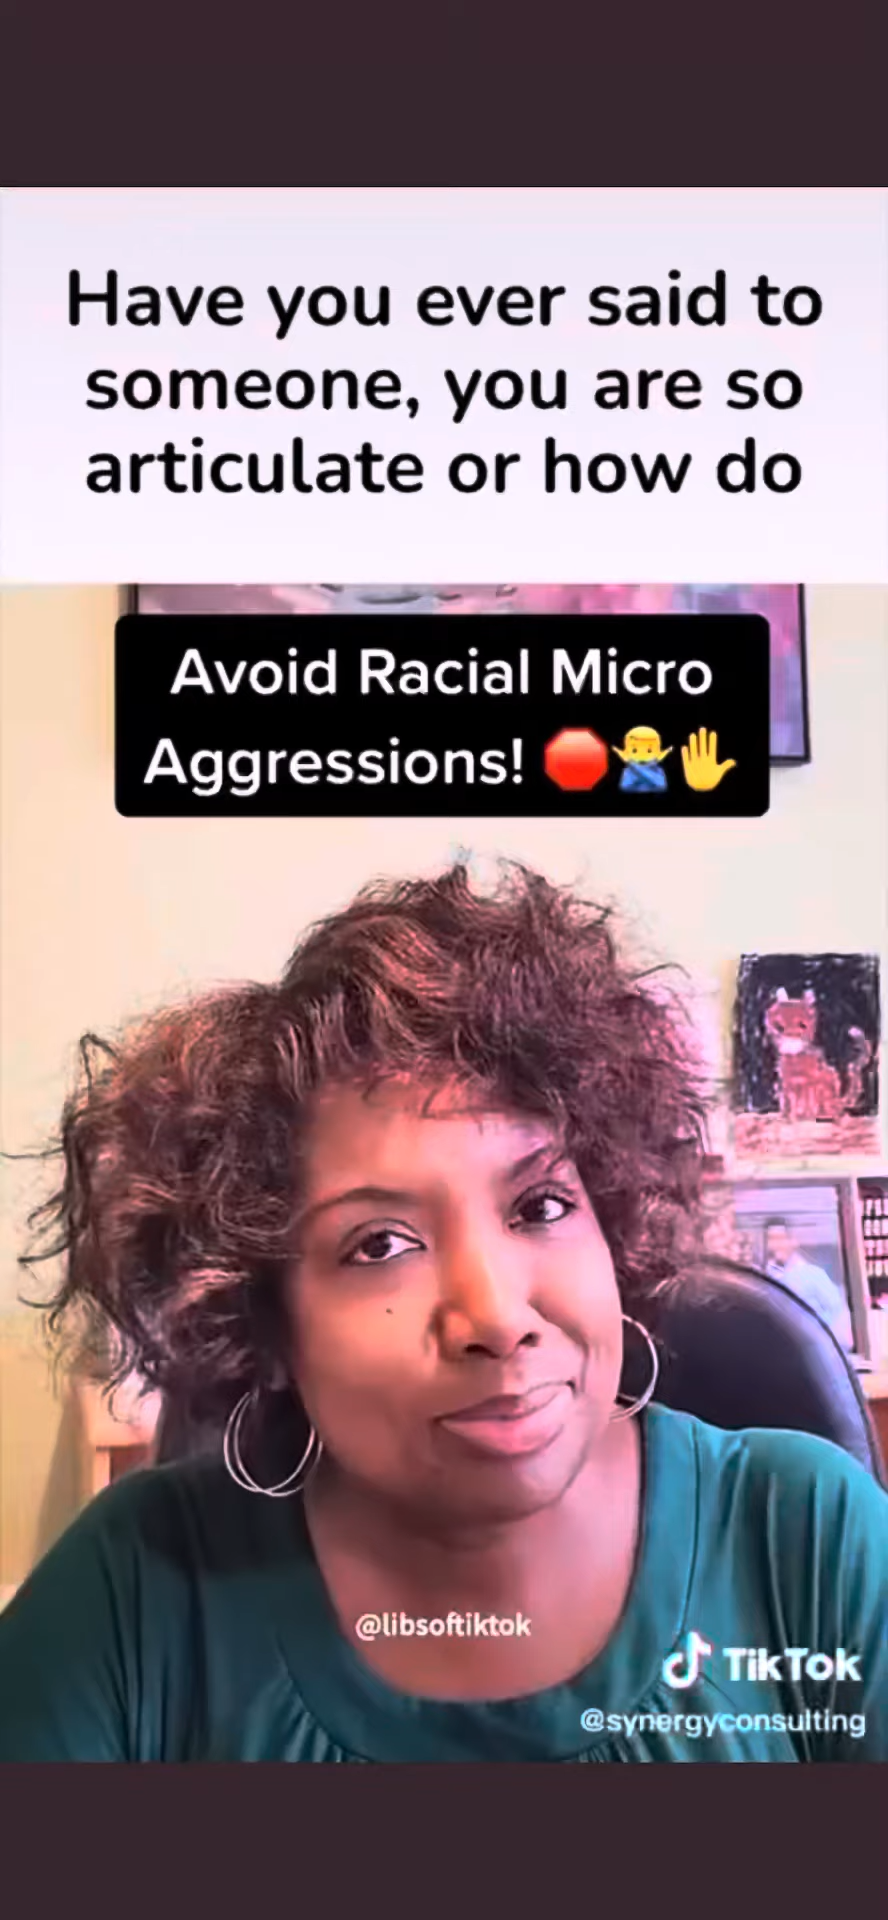 Have you ever said to
someone, you are so
articulate or how do
Avoid Racial Micro
Aggressions! 🛑🙅‍♂️🤚
@libsoftiktok
TikTok
@synergyconsulting